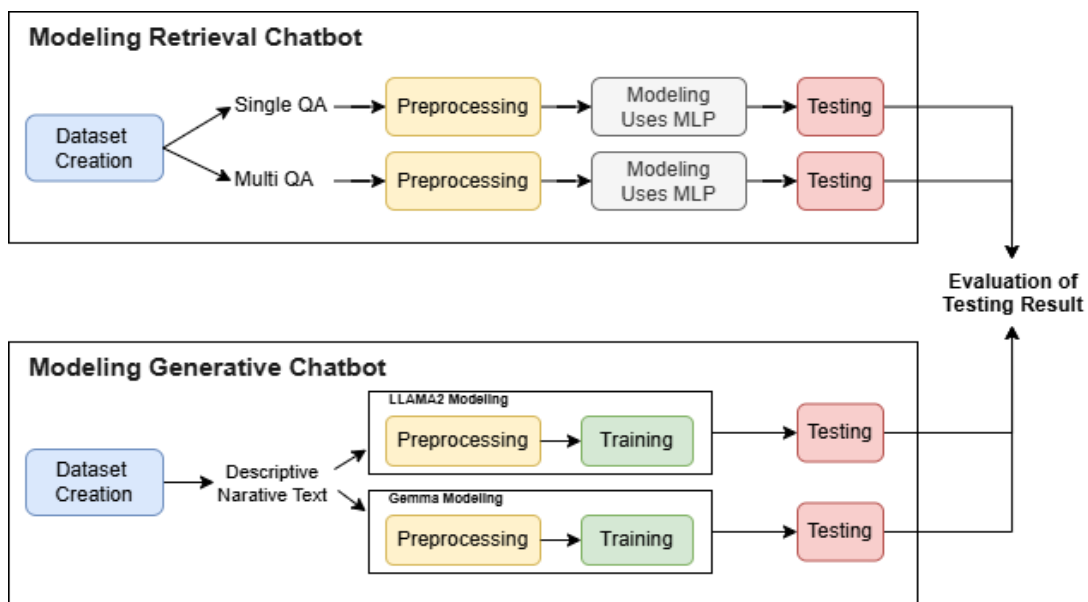 Modeling Retrieval Chatbot
Dataset
Creation
Single QA
Preprocessing
Modeling
Uses MLP
Testing
Multi QA
Preprocessing
Modeling
Uses MLP
Testing
Evaluation of
Testing Result
Modeling Generative Chatbot
Dataset
Creation
Descriptive
Narative Text
LLAMA2 Modeling
Preprocessing
Training
Testing
Gemma Modeling
Preprocessing
Training
Testing